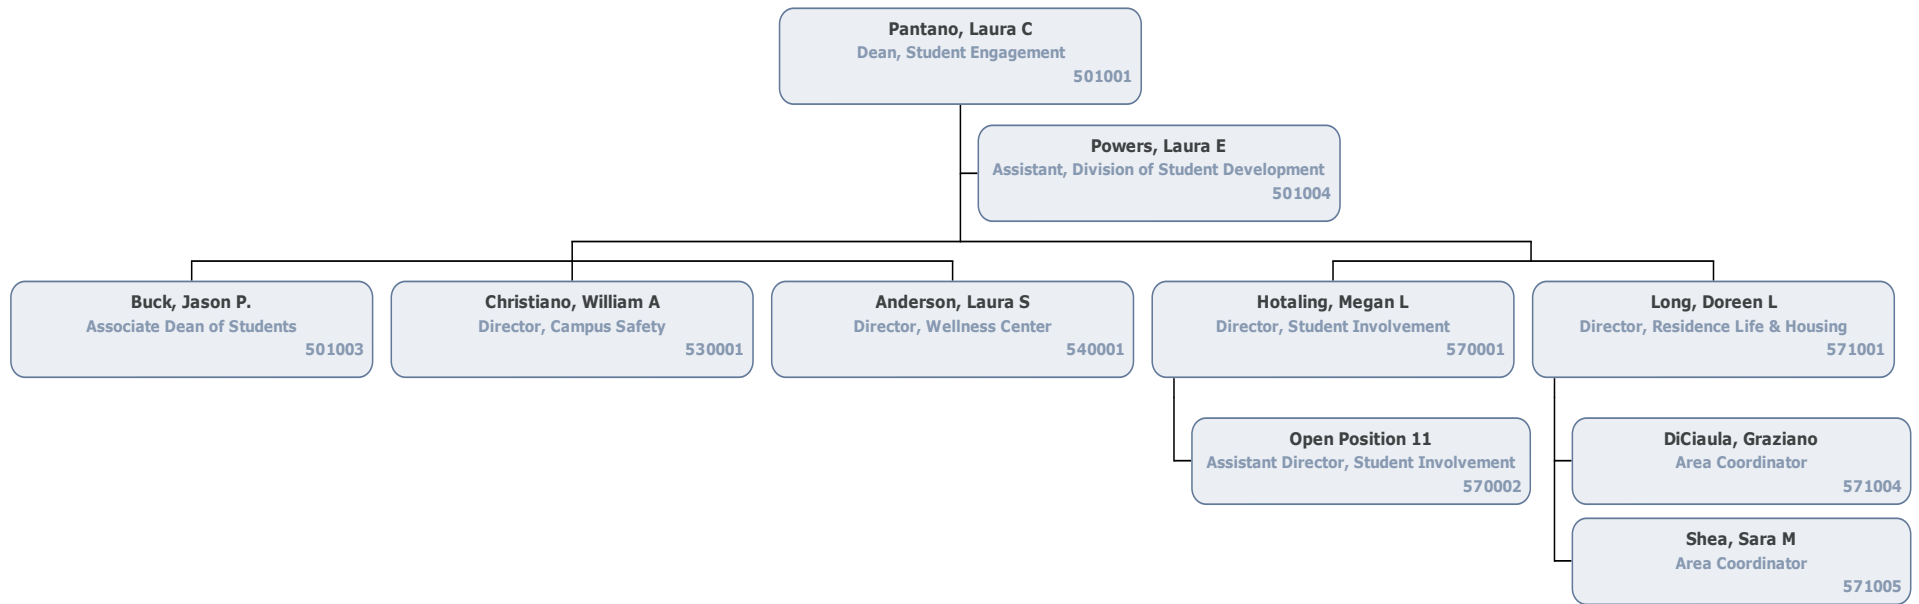 Pantano, Laura C
Dean, Student Engagement
501001
Powers, Laura E
Assistant, Division of Student Development
501004
Buck, Jason P.
Associate Dean of Students
501003
Christiano, William A
Director, Campus Safety
530001
Anderson, Laura S
Director, Wellness Center
540001
Hotaling, Megan L
Director, Student Involvement
570001
Long, Doreen L
Director, Residence Life & Housing
571001
Open Position 11
Assistant Director, Student Involvement
570002
DiCiaula, Graziano
Area Coordinator
571004
Shea, Sara M
Area Coordinator
571005